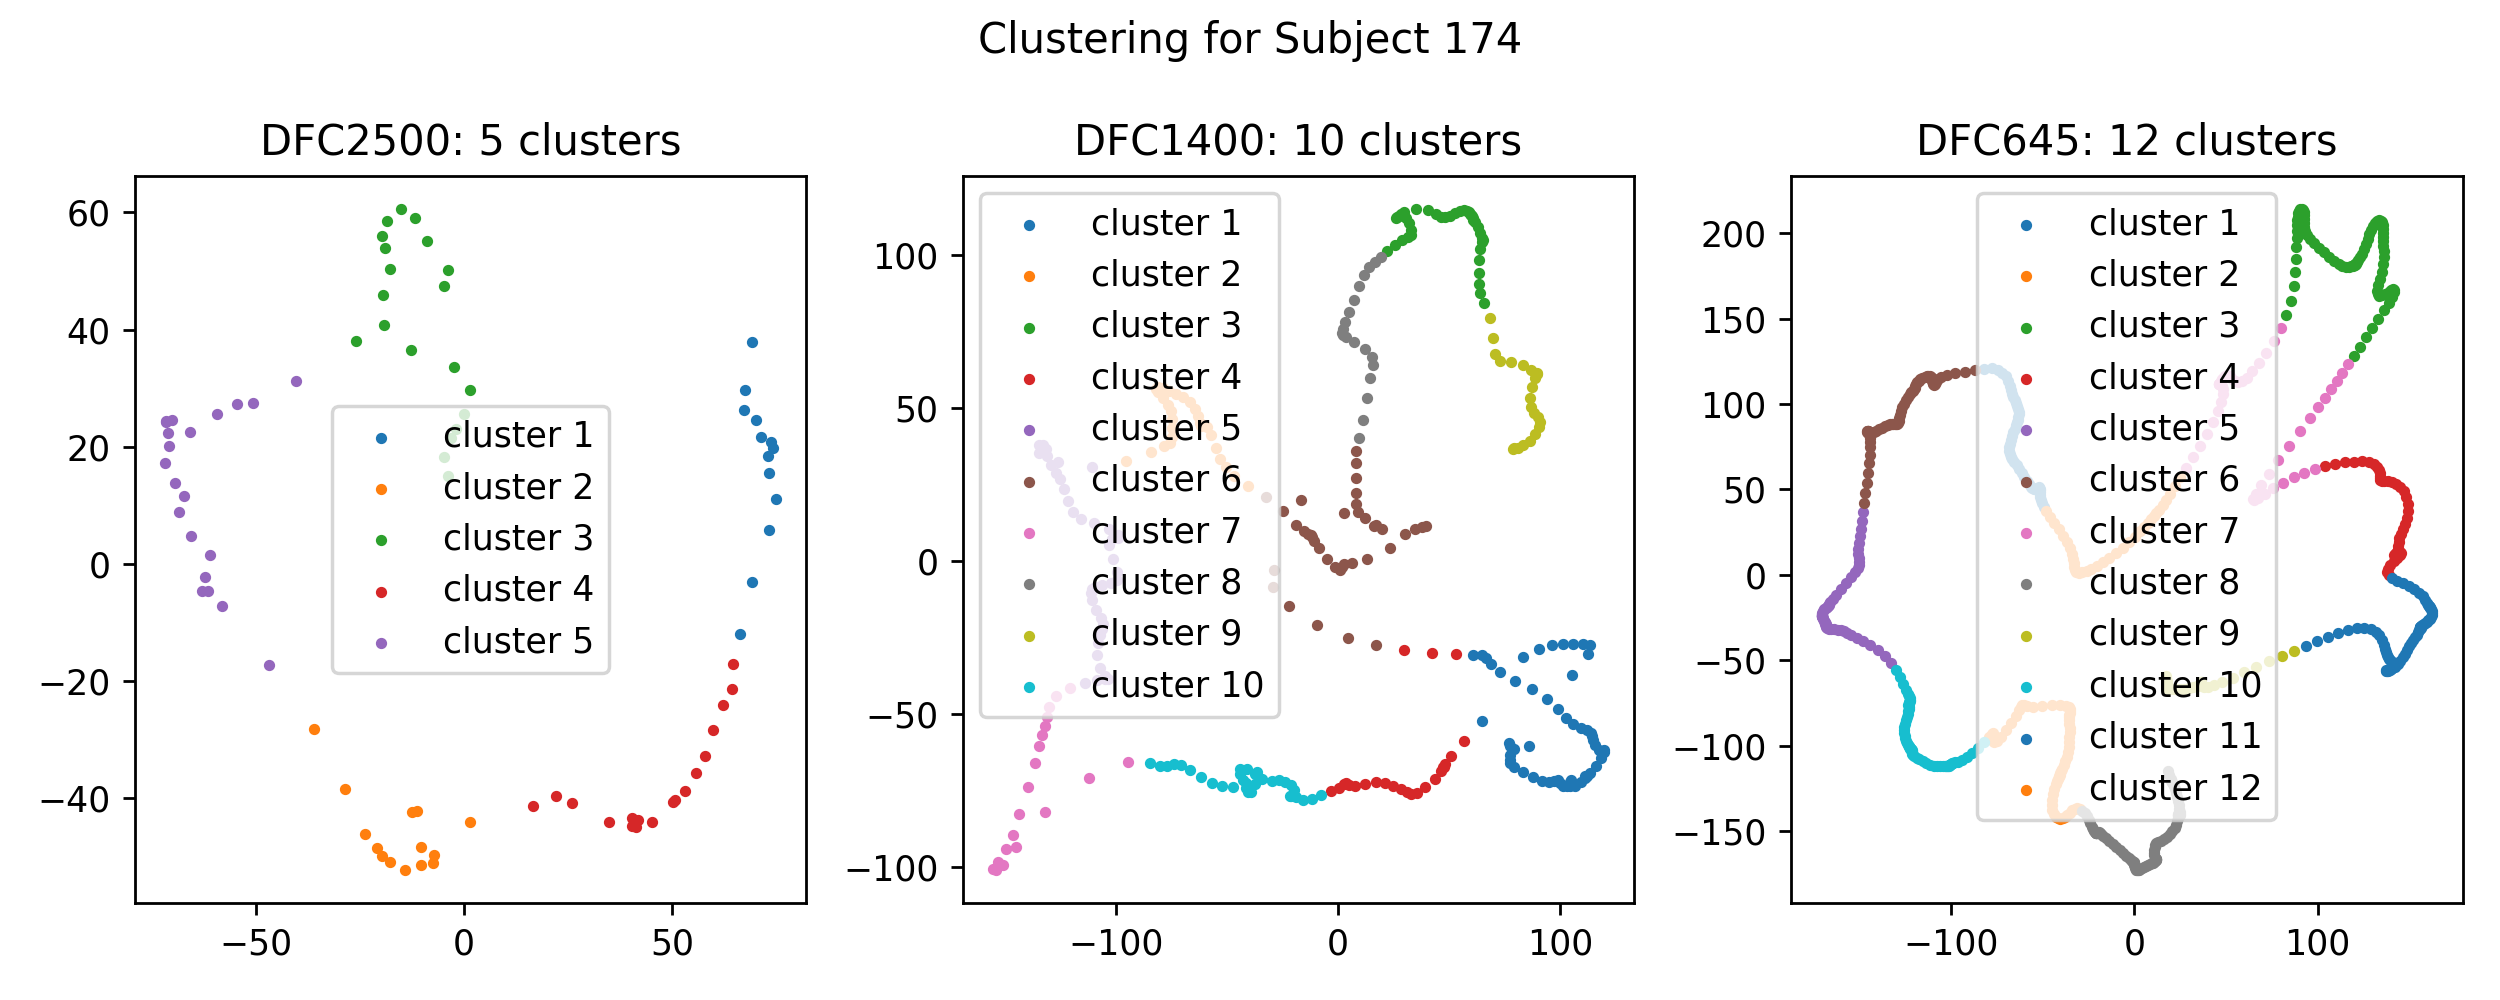 Clustering for Subject 174
DFC2500: 5 clusters
60
40
20
0
−20
−40
−50
0
50
cluster 1
cluster 2
cluster 3
cluster 4
cluster 5
DFC1400: 10 clusters
100
50
0
−50
−100
−100
0
100
cluster 1
cluster 2
cluster 3
cluster 4
cluster 5
cluster 6
cluster 7
cluster 8
cluster 9
cluster 10
DFC645: 12 clusters
200
150
100
50
0
−50
−100
−150
−100
0
100
cluster 1
cluster 2
cluster 3
cluster 4
cluster 5
cluster 6
cluster 7
cluster 8
cluster 9
cluster 10
cluster 11
cluster 12